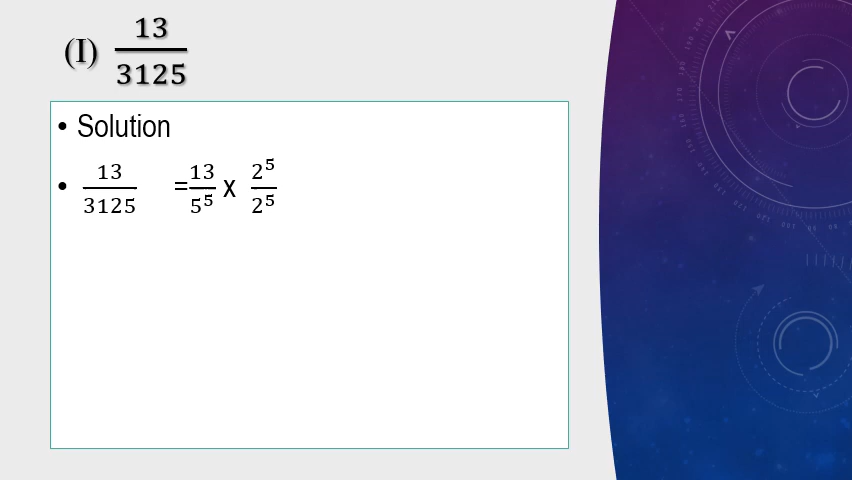 (I) 13/3125
• Solution
• 13/3125 =13/5⁵ x 2⁵/2⁵